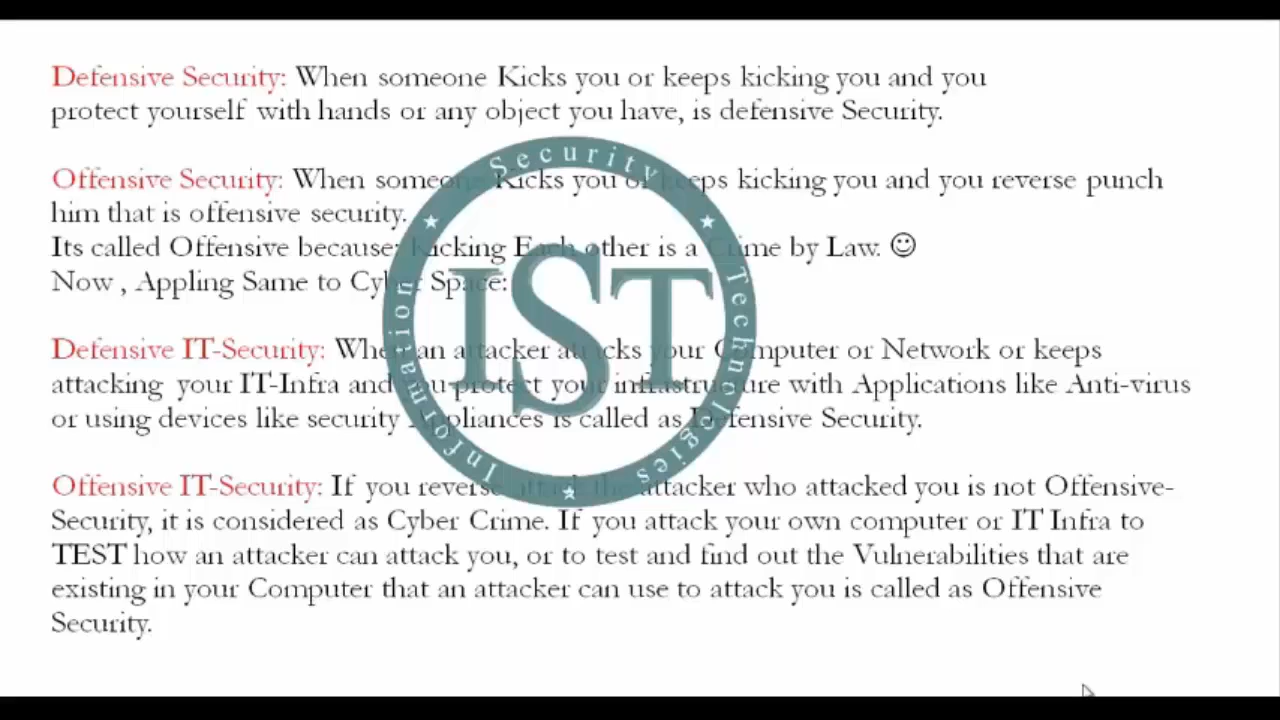 Defensive Security: When someone Kicks you or keeps kicking you and you
protect yourself with hands or any object you have, is defensive Security.
Offensive Security: When someone Kicks you or keeps kicking you and you reverse punch
him that is offensive security.
Its called Offensive because: Kicking Each other is a Crime by Law. ☺
Now , Appling Same to Cyber Space:
Defensive IT-Security: When an attacker attacks your Computer or Network or keeps
attacking your IT-Infra and you protect your infrastructure with Applications like Anti-virus
or using devices like security Appliances is called as Defensive Security.
Offensive IT-Security: If you reverse attack the attacker who attacked you is not Offensive-
Security, it is considered as Cyber Crime. If you attack your own computer or IT Infra to
TEST how an attacker can attack you, or to test and find out the Vulnerabilities that are
existing in your Computer that an attacker can use to attack you is called as Offensive
Security.
Information Security Technologies
IST